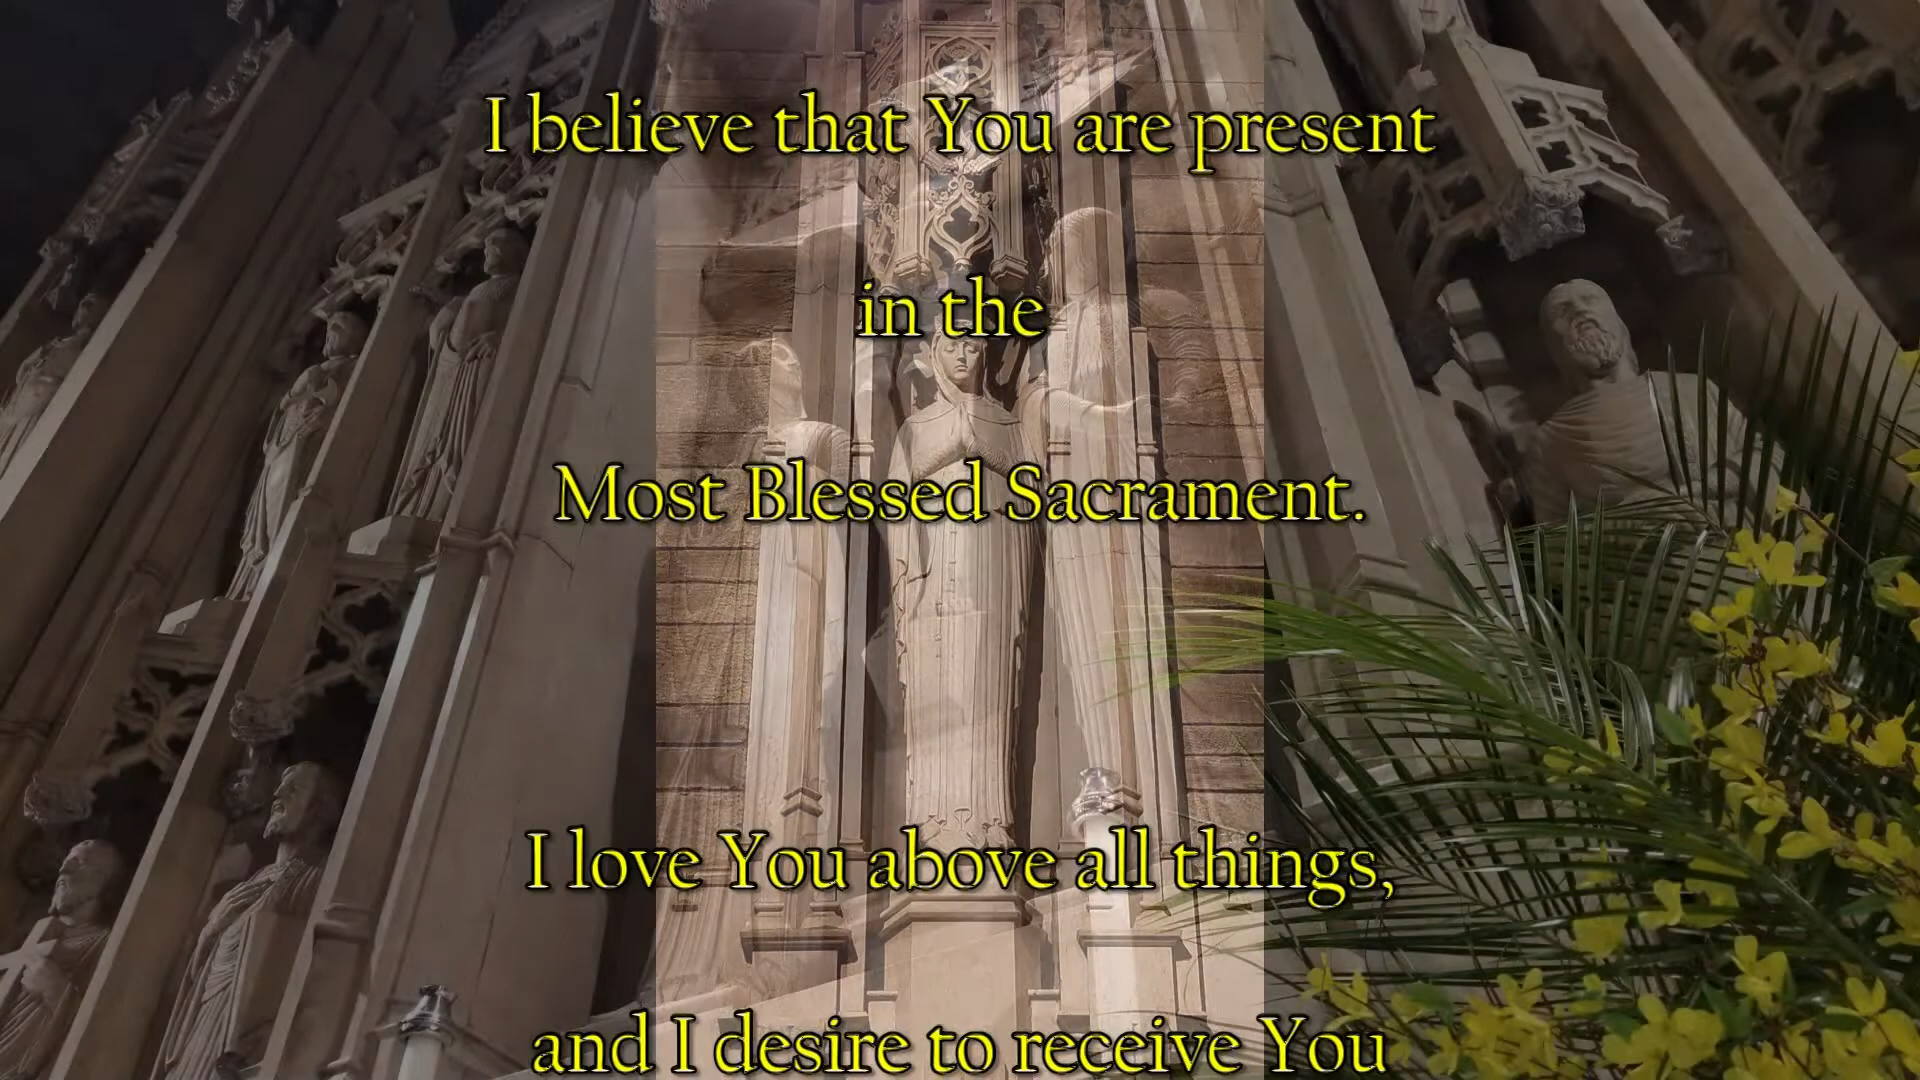 I believe that You are present
in the
Most Blessed Sacrament.
I love You above all things,
and I desire to receive You